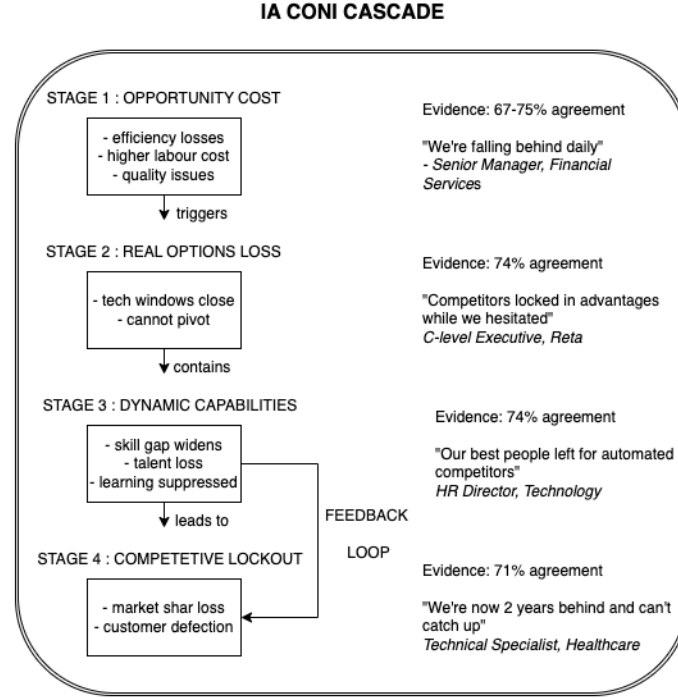 IA CONI CASCADE
STAGE 1 : OPPORTUNITY COST
- efficiency losses
- higher labour cost
- quality issues
triggers
Evidence: 67-75% agreement
"We're falling behind daily"
- Senior Manager, Financial
Services
STAGE 2 : REAL OPTIONS LOSS
- tech windows close
- cannot pivot
contains
Evidence: 74% agreement
"Competitors locked in advantages
while we hesitated"
C-level Executive, Reta
STAGE 3 : DYNAMIC CAPABILITIES
- skill gap widens
- talent loss
- learning suppressed
leads to
Evidence: 74% agreement
"Our best people left for automated
competitors"
HR Director, Technology
FEEDBACK
LOOP
STAGE 4 : COMPETETIVE LOCKOUT
- market shar loss
- customer defection
Evidence: 71% agreement
"We're now 2 years behind and can't
catch up"
Technical Specialist, Healthcare